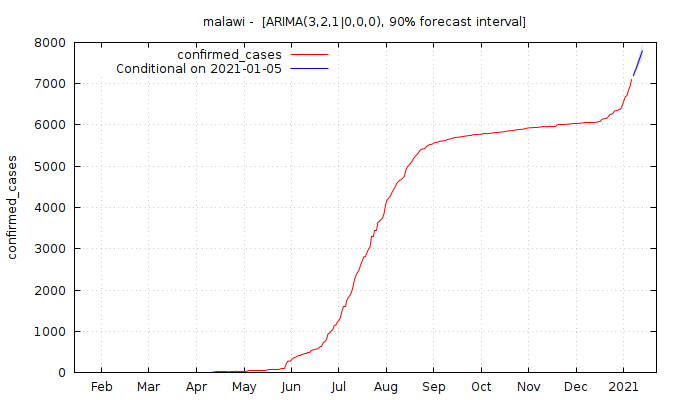 malawi -  [ARIMA(3,2,1|0,0,0), 90% forecast interval]
confirmed_cases
Conditional on 2021-01-05
8000
7000
6000
5000
4000
3000
2000
1000
0
confirmed_cases
Feb Mar Apr May Jun Jul Aug Sep Oct Nov Dec 2021